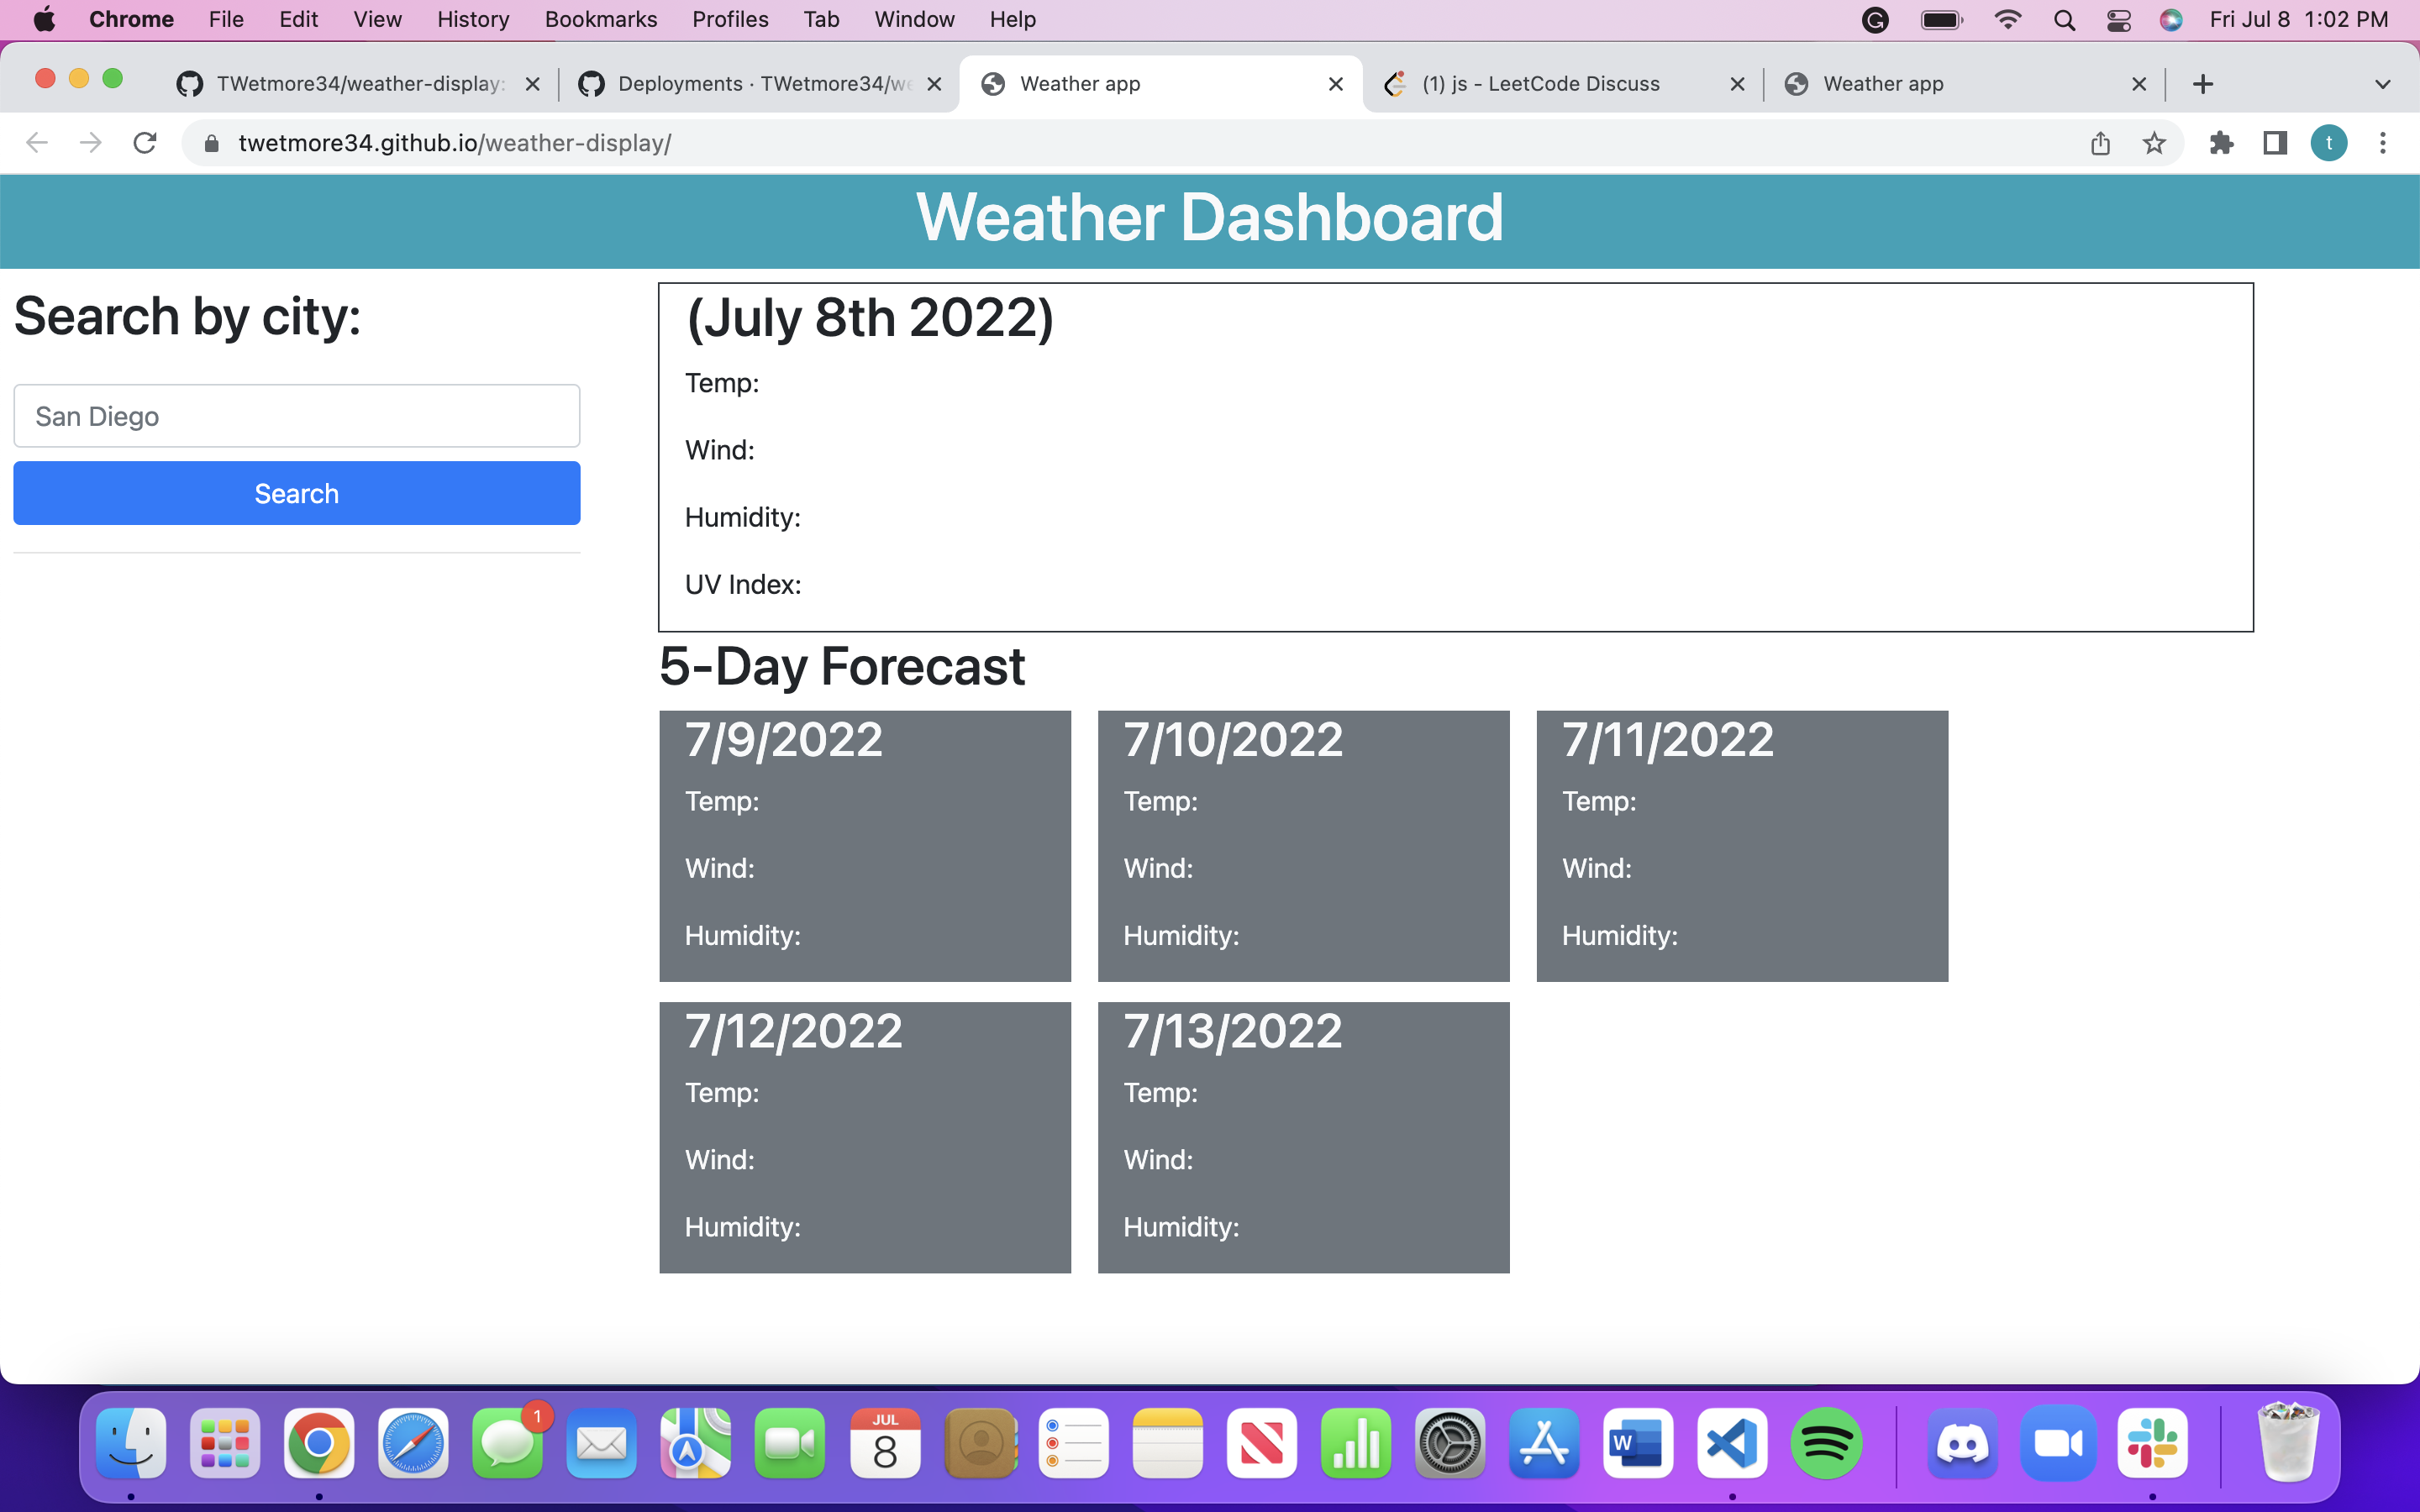 Chrome File Edit View History Bookmarks Profiles Tab Window Help Fri Jul 8 1:02 PM
TWetmore34/weather-display: Deployments · TWetmore34/we Weather app (1) js - LeetCode Discuss Weather app
twetmore34.github.io/weather-display/ t
Weather Dashboard
Search by city:
San Diego
Search
(July 8th 2022)
Temp:
Wind:
Humidity:
UV Index:
5-Day Forecast
7/9/2022
Temp:
Wind:
Humidity:
7/10/2022
Temp:
Wind:
Humidity:
7/11/2022
Temp:
Wind:
Humidity:
7/12/2022
Temp:
Wind:
Humidity:
7/13/2022
Temp:
Wind:
Humidity:
1
JUL
8
W